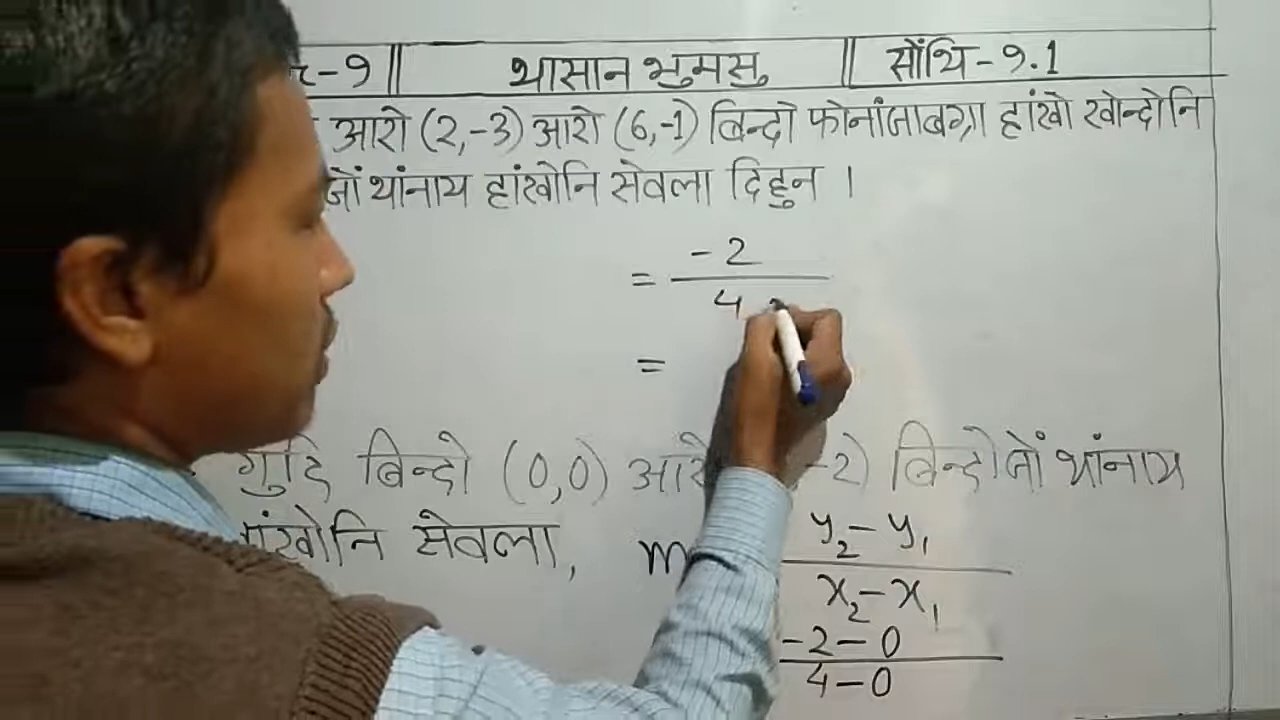 -9 || थासान भुमसु || सोंथि - 9.1
आरो (2,-3) आरो (6,-1) बिन्दो फोनांजाबग्रा हांखो खोन्दोनि
जों थांनाय हांखोनि सेवला दिहुन ।
= -2 / 4
=
गुदि बिन्दो (0,0) -2) बिन्दोजों थांनाय
सेवला, m y₂ - y₁ / x₂ - x₁
-2 - 0 / 4 - 0